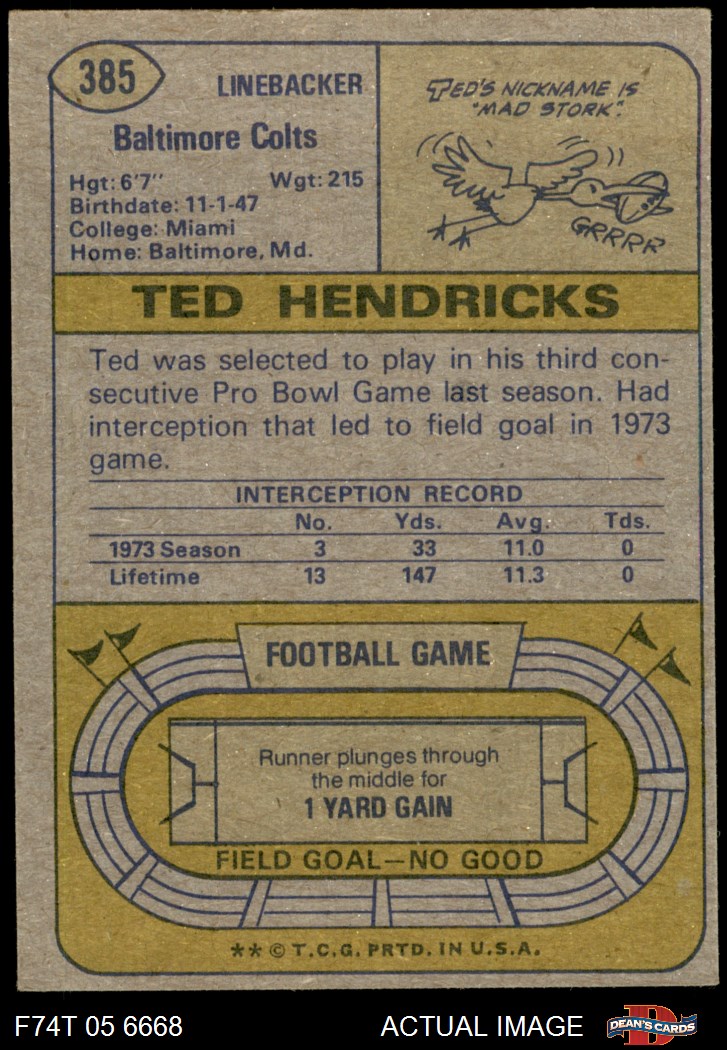 385
LINEBACKER
Baltimore Colts
Hgt: 6'7" Wgt: 215
Birthdate: 11-1-47
College: Miami
Home: Baltimore, Md.
TED'S NICKNAME IS
"MAD STORK".
GRRRR
TED HENDRICKS
Ted was selected to play in his third con-
secutive Pro Bowl Game last season. Had
interception that led to field goal in 1973
game.
INTERCEPTION RECORD
No. Yds. Avg. Tds.
1973 Season 3 33 11.0 0
Lifetime 13 147 11.3 0
FOOTBALL GAME
Runner plunges through
the middle for
1 YARD GAIN
FIELD GOAL—NO GOOD
** © T.C.G. PRTD. IN U.S.A.
F74T 05 6668 ACTUAL IMAGE DEAN'S CARDS